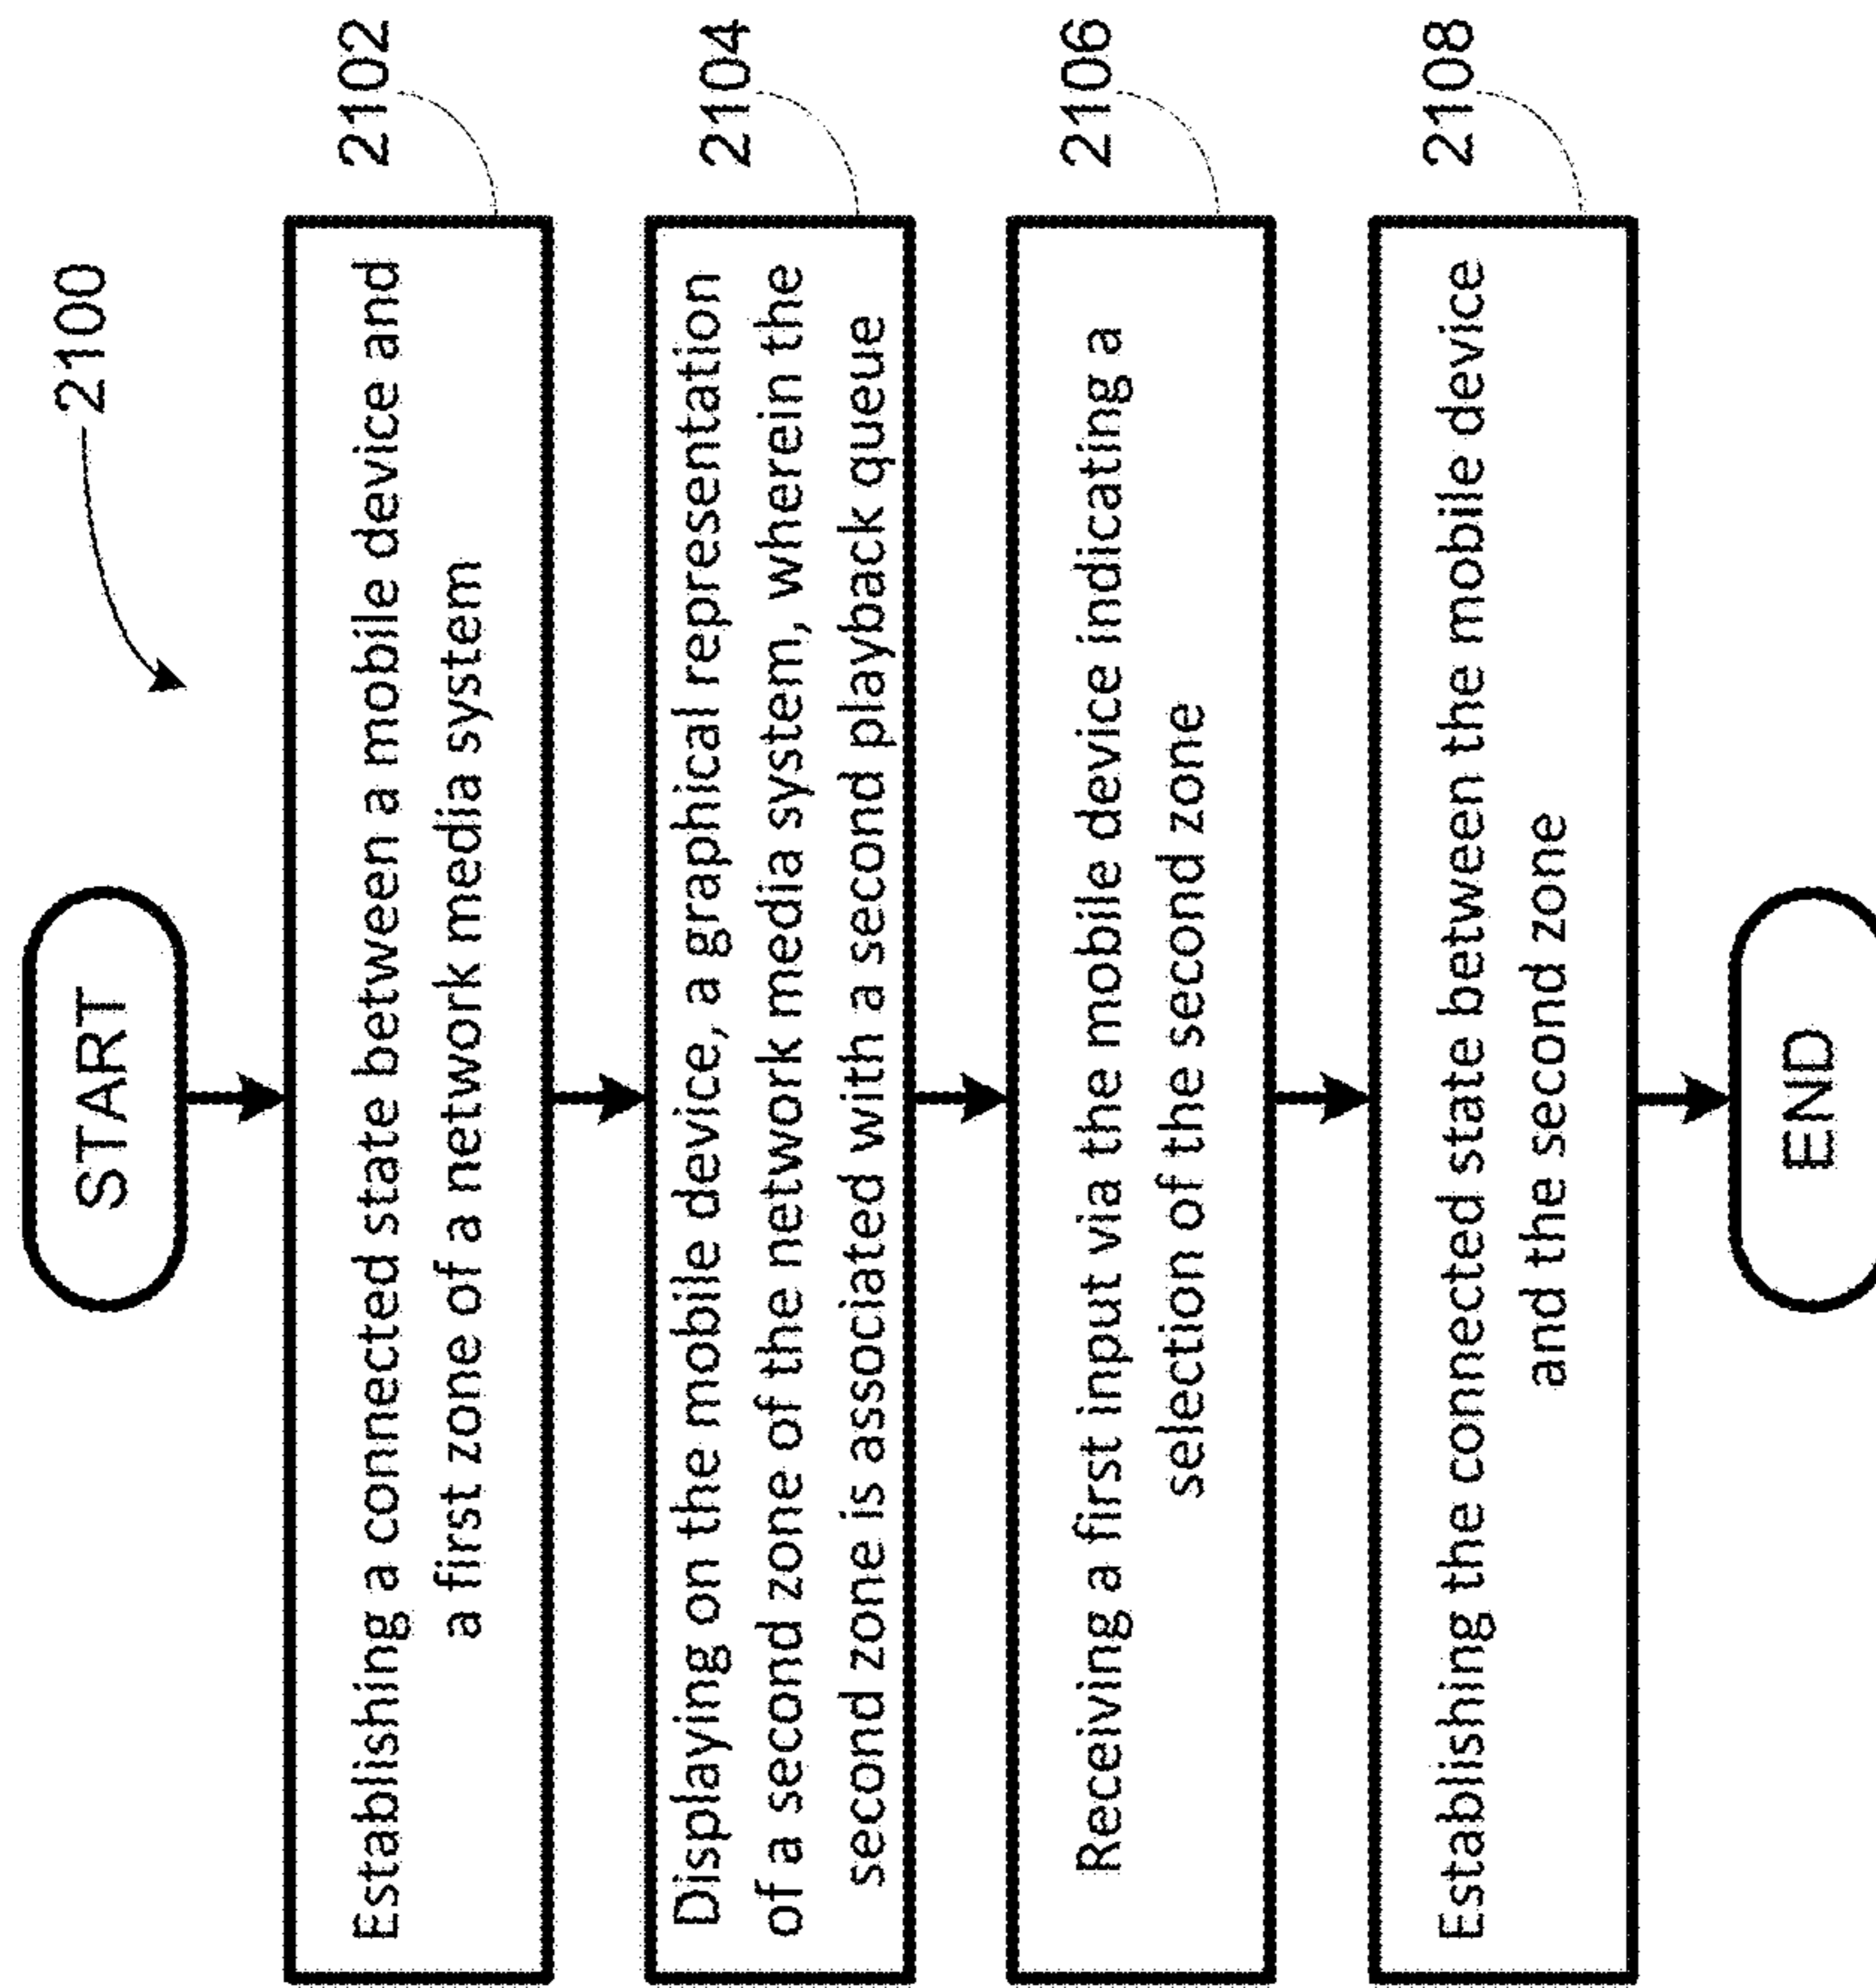 2100
START
Establishing a connected state between a mobile device and
a first zone of a network media system
2102
Displaying on the mobile device, a graphical representation
of a second zone of the network media system, wherein the
second zone is associated with a second playback queue
2104
Receiving a first input via the mobile device indicating a
selection of the second zone
2106
Establishing the connected state between the mobile device
and the second zone
2108
END